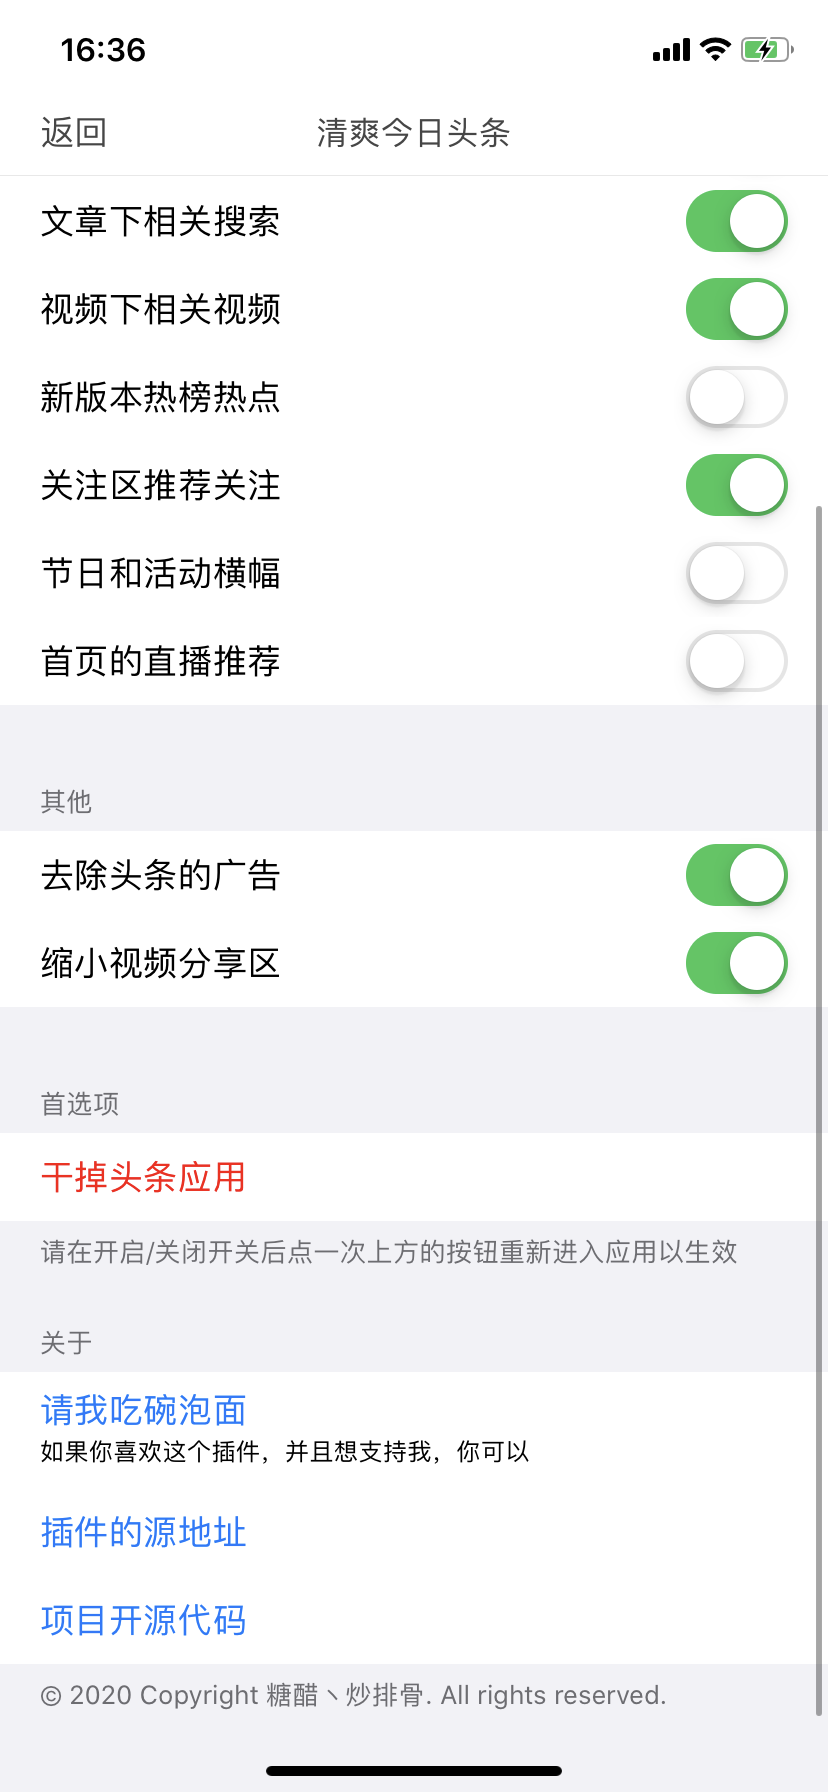 16:36
返回
清爽今日头条
文章下相关搜索
视频下相关视频
新版本热榜热点
关注区推荐关注
节日和活动横幅
首页的直播推荐
其他
去除头条的广告
缩小视频分享区
首选项
干掉头条应用
请在开启/关闭开关后点一次上方的按钮重新进入应用以生效
关于
请我吃碗泡面
如果你喜欢这个插件，并且想支持我，你可以
插件的源地址
项目开源代码
© 2020 Copyright 糖醋丶炒排骨. All rights reserved.